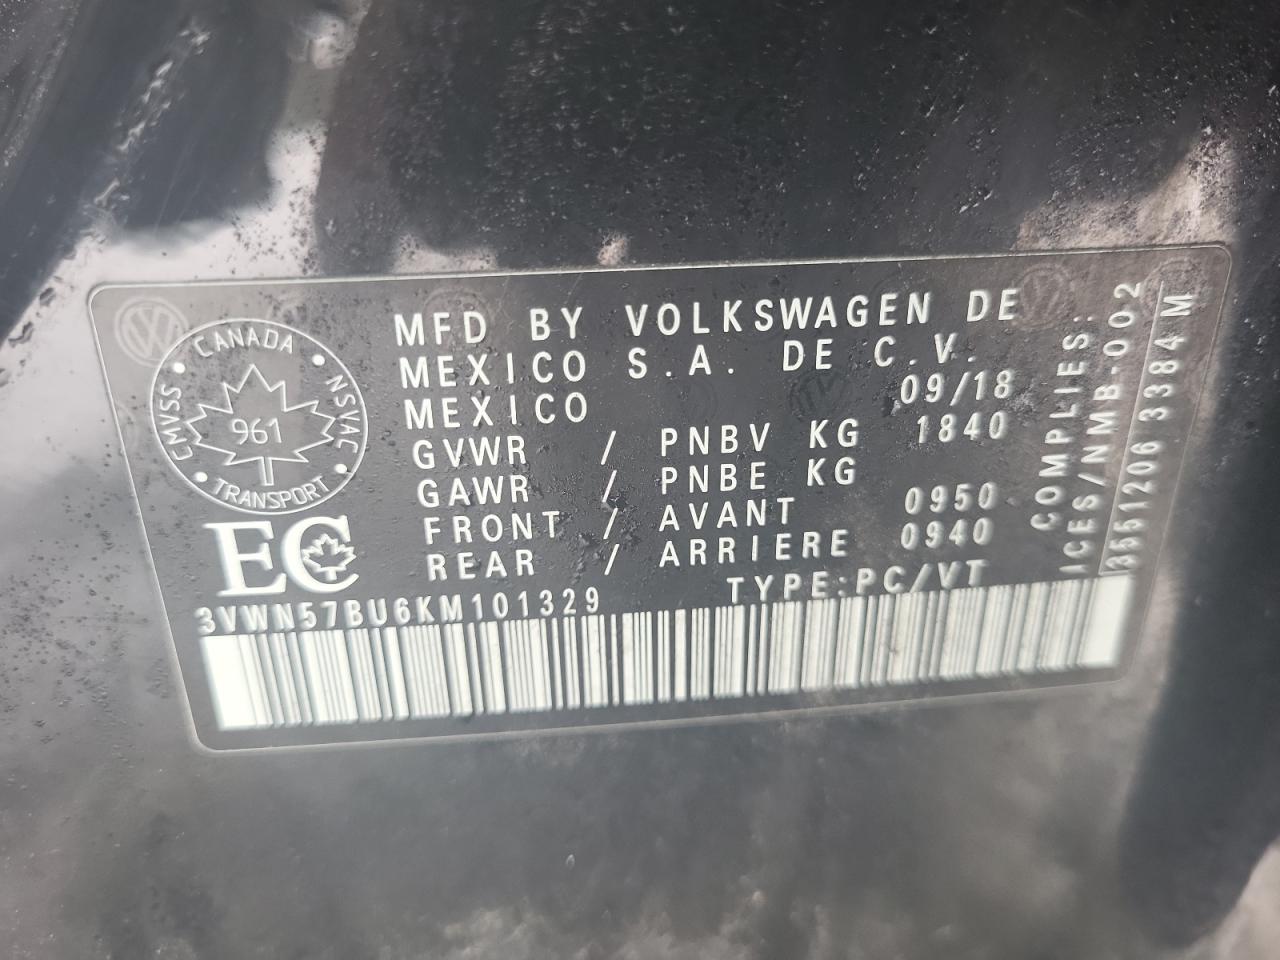 CANADA
CMVSS
NSVAC
961
TRANSPORT
EC
MFD BY VOLKSWAGEN DE
MEXICO S.A. DE C.V.
MEXICO 09/18
GVWR / PNBV KG 1840
GAWR / PNBE KG
FRONT / AVANT 0950
REAR / ARRIERE 0940
3VWN57BU6KM101329 TYPE:PC/VT
COMPLIES:
ICES/NMB-002
3551206 3384 M